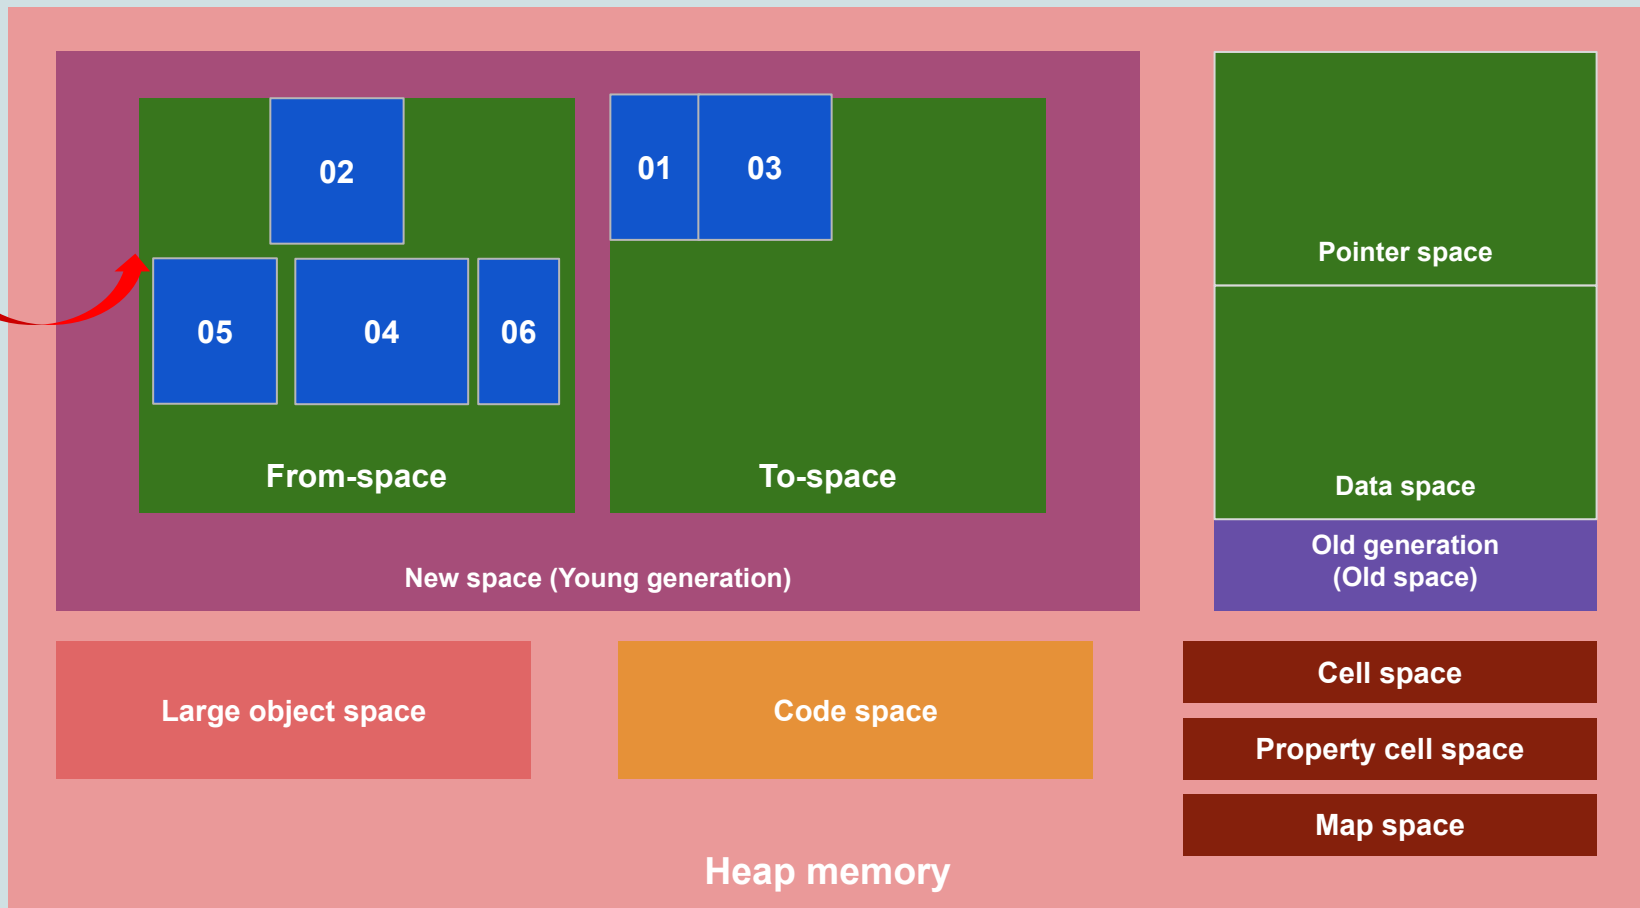 02
01
03
05
04
06
From-space
To-space
New space (Young generation)
Pointer space
Data space
Old generation
(Old space)
Large object space
Code space
Cell space
Property cell space
Map space
Heap memory